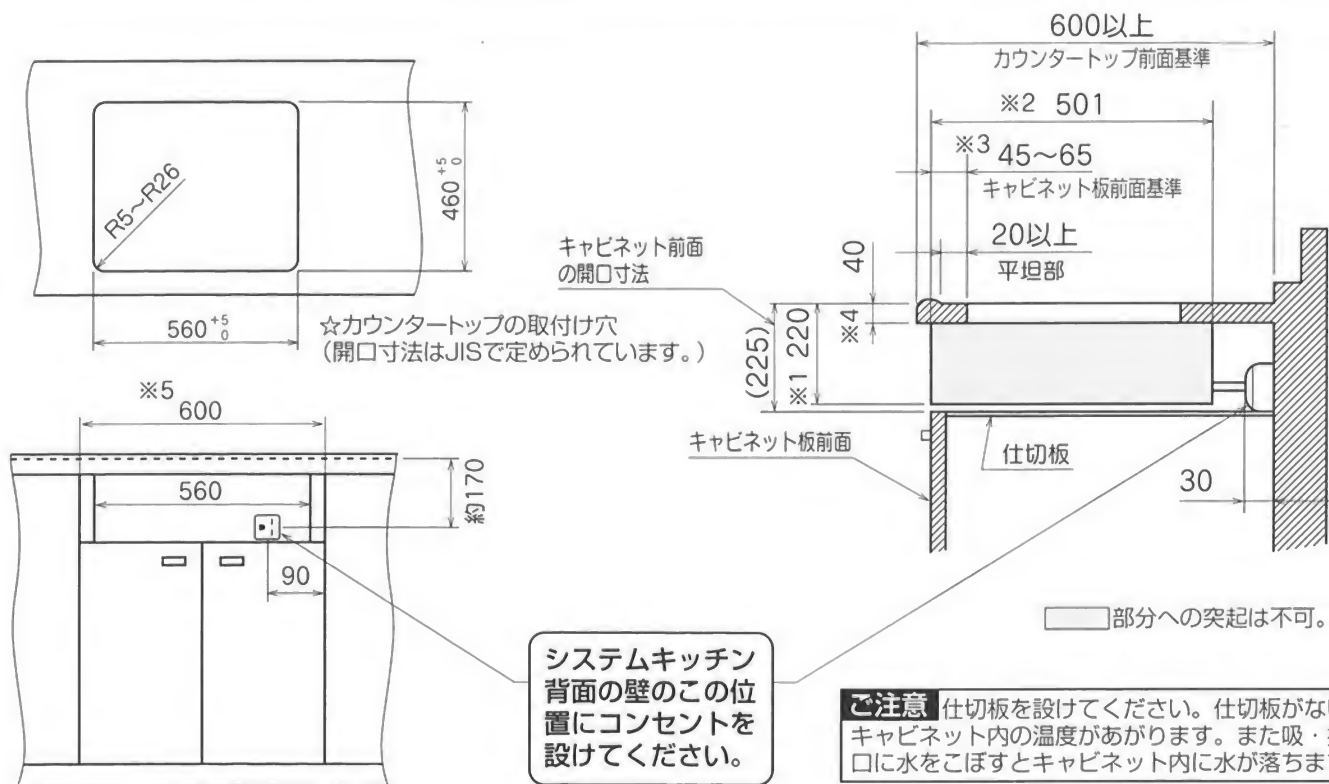 600以上
カウンタートップ前面基準
※2 501
※3 45〜65
キャビネット板前面基準
20以上
平坦部
R5〜R26
460 +5 0
560 +5 0
☆カウンタートップの取付け穴
(開口寸法はJISで定められています。)
キャビネット前面
の開口寸法
40
※4
(225)
※1 220
キャビネット板前面
仕切板
30
※5
600
560
約170
90
システムキッチン
背面の壁のこの位
置にコンセントを
設けてください。
部分への突起は不可。
ご注意 仕切板を設けてください。仕切板がな
キャビネット内の温度があがります。また吸・
口に水をこぼすとキャビネット内に水が落ちま